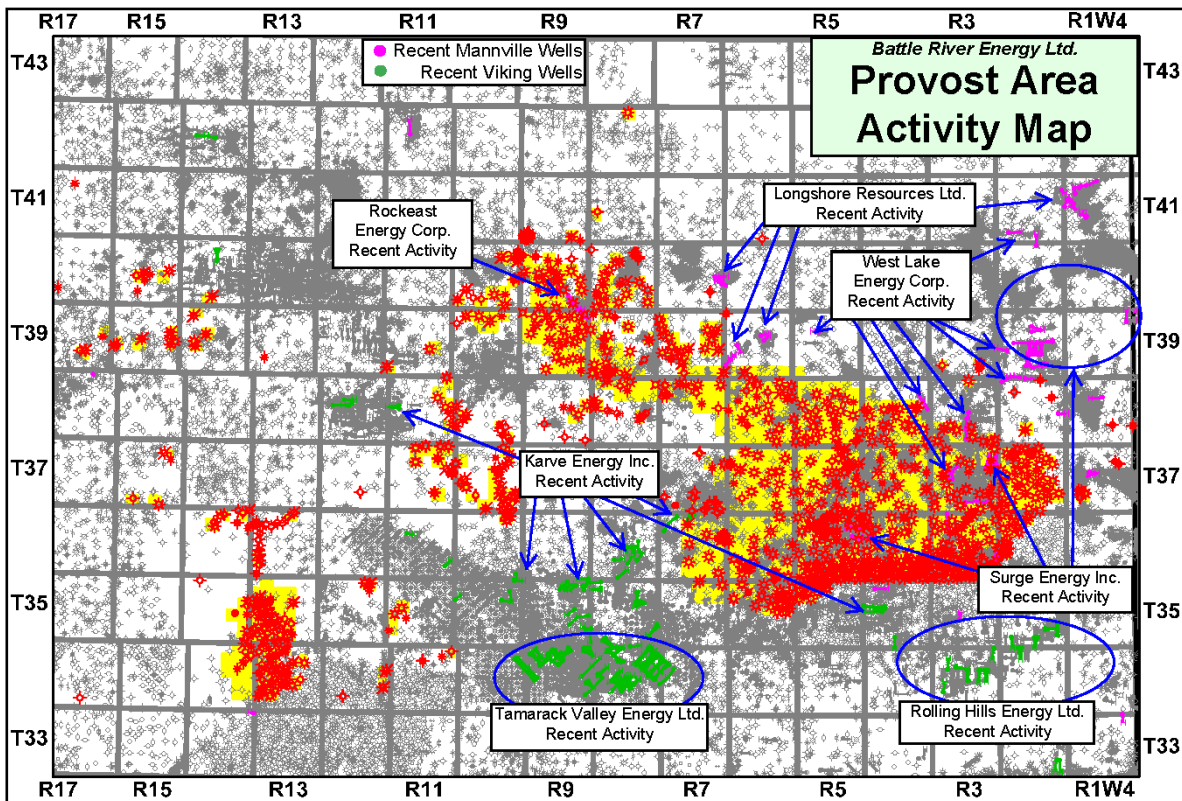 R17 R15 R13 R11 R9 R7 R5 R3 R1W4
Battle River Energy Ltd.
Provost Area
Activity Map
Recent Mannville Wells
Recent Viking Wells
T43 T43
Longshore Resources Ltd.
Recent Activity
T41 T41
Rockeast
Energy Corp.
Recent Activity
West Lake
Energy Corp.
Recent Activity
T39 T39
Karve Energy Inc.
Recent Activity
T37 T37
Surge Energy Inc.
Recent Activity
T35 T35
Tamarack Valley Energy Ltd.
Recent Activity
Rolling Hills Energy Ltd.
Recent Activity
T33 T33
R17 R15 R13 R11 R9 R7 R5 R3 R1W4